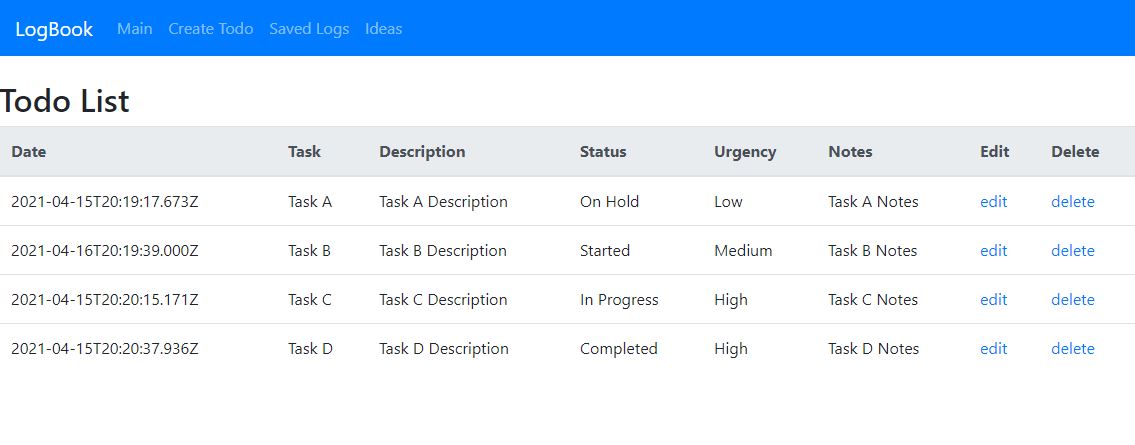 LogBook Main Create Todo Saved Logs Ideas
Todo List
Date Task Description Status Urgency Notes Edit Delete
2021-04-15T20:19:17.673Z Task A Task A Description On Hold Low Task A Notes edit delete
2021-04-16T20:19:39.000Z Task B Task B Description Started Medium Task B Notes edit delete
2021-04-15T20:20:15.171Z Task C Task C Description In Progress High Task C Notes edit delete
2021-04-15T20:20:37.936Z Task D Task D Description Completed High Task D Notes edit delete